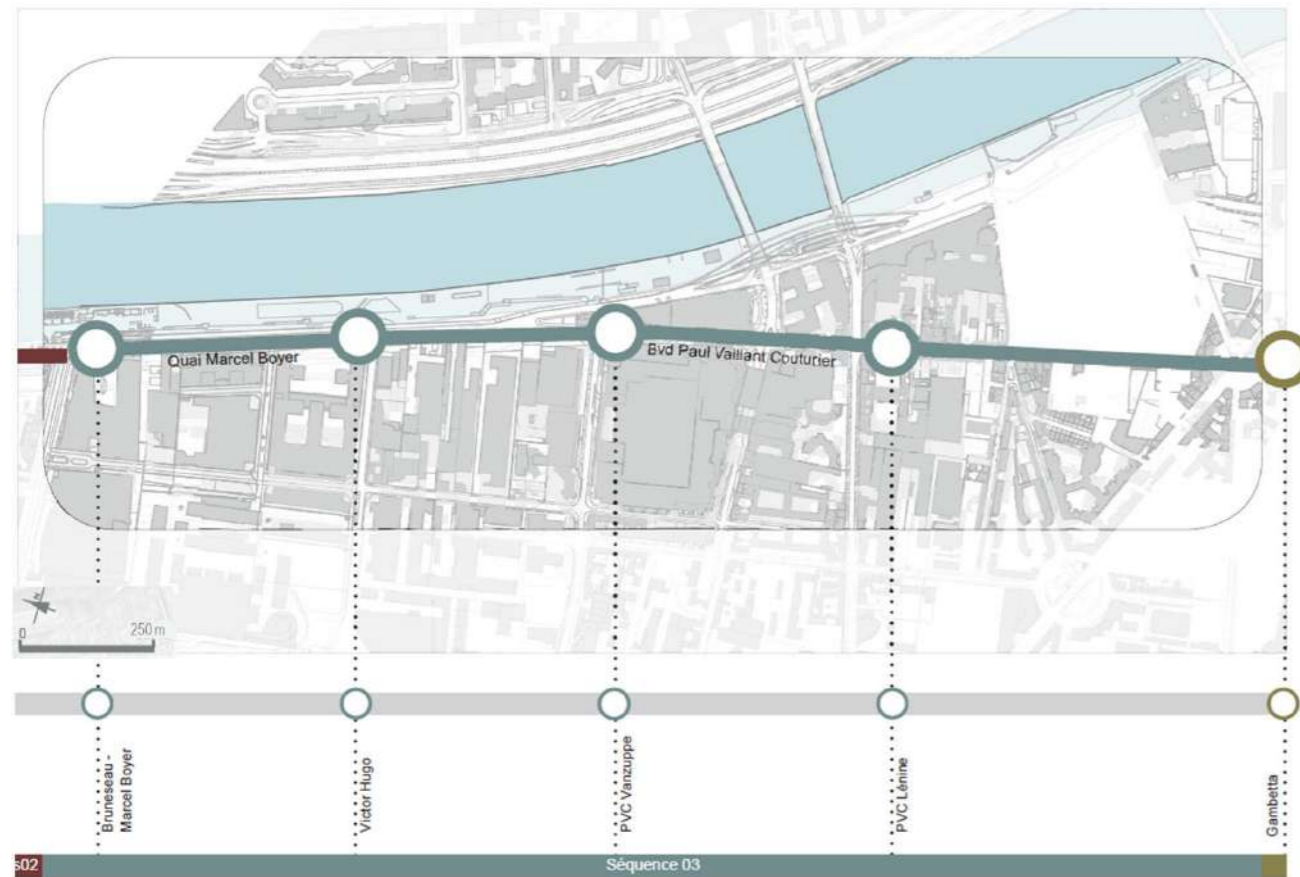 Quai Marcel Boyer
Bvd Paul Vaillant Couturier
N
0
250 m
Bruneseau -
Marcel Boyer
Victor Hugo
PVC Vanzuppe
PVC Lénine
Gambetta
s02
Séquence 03